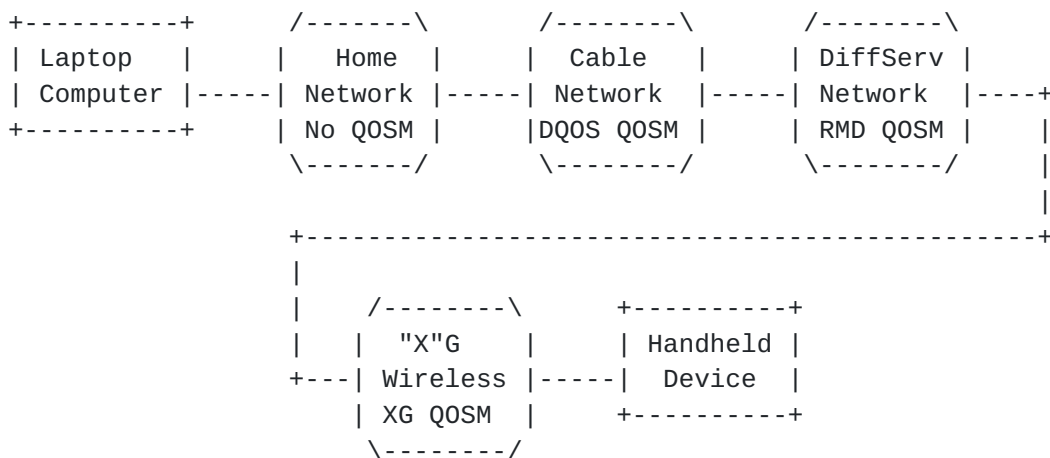 +----------+      /-------\       /--------\       /--------\
| Laptop   |     |   Home  |     |   Cable   |     | DiffServ |
| Computer |-----| Network |-----| Network  |-----| Network  |----+
+----------+     | No QOSM |     |DQOS QOSM |     | RMD QOSM |    |
                  \-------/       \--------/       \--------/     |
                                                                  |
                  +-----------------------------------------------+
                  |
                  |    /--------\      +----------+
                  |   |  "X"G    |     | Handheld |
                  +---| Wireless |-----|  Device  |
                      | XG QOSM  |     +----------+
                       \--------/